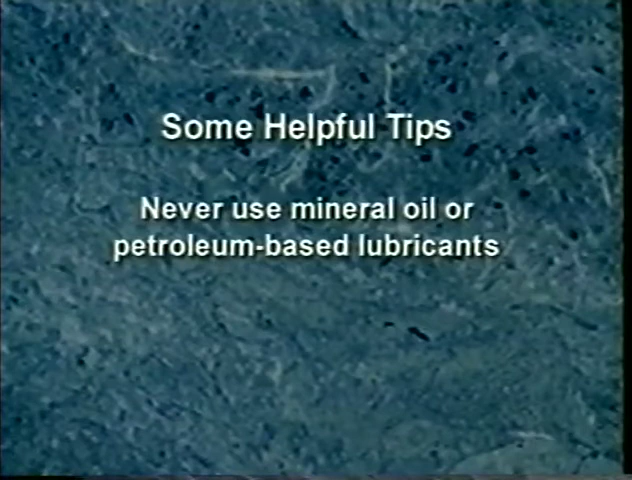 Some Helpful Tips
Never use mineral oil or
petroleum-based lubricants